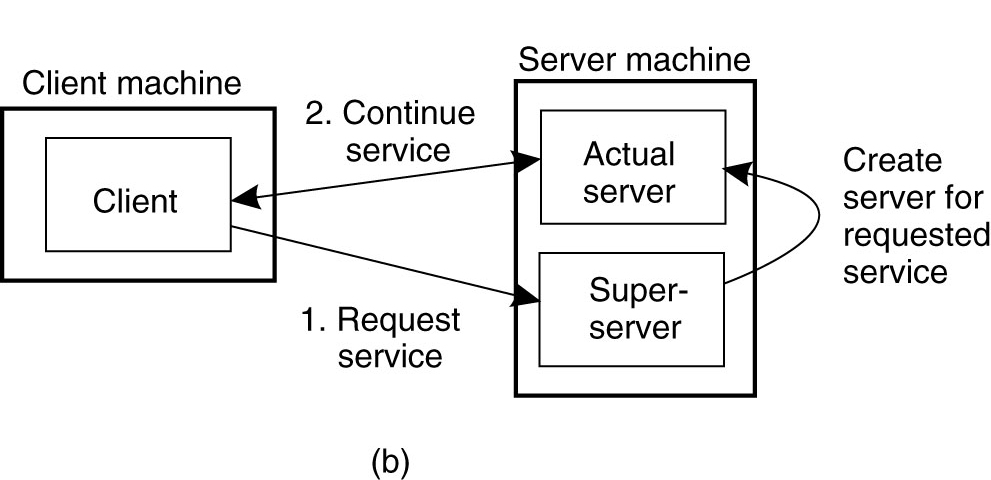 Client machine
Server machine
2. Continue
service
Client
Actual
server
Create
server for
requested
service
Super-
server
1. Request
service
(b)